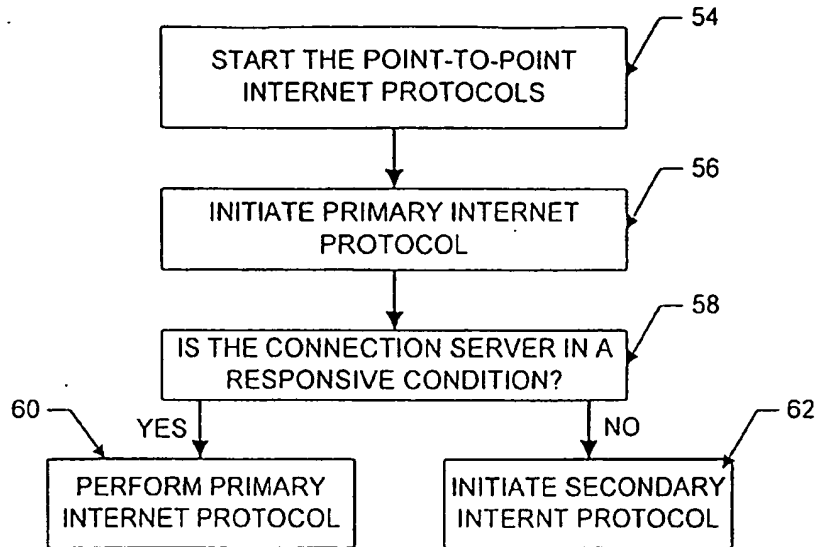 54
START THE POINT-TO-POINT
INTERNET PROTOCOLS
56
INITIATE PRIMARY INTERNET
PROTOCOL
58
IS THE CONNECTION SERVER IN A
RESPONSIVE CONDITION?
60
YES
NO
62
PERFORM PRIMARY
INTERNET PROTOCOL
INITIATE SECONDARY
INTERNT PROTOCOL